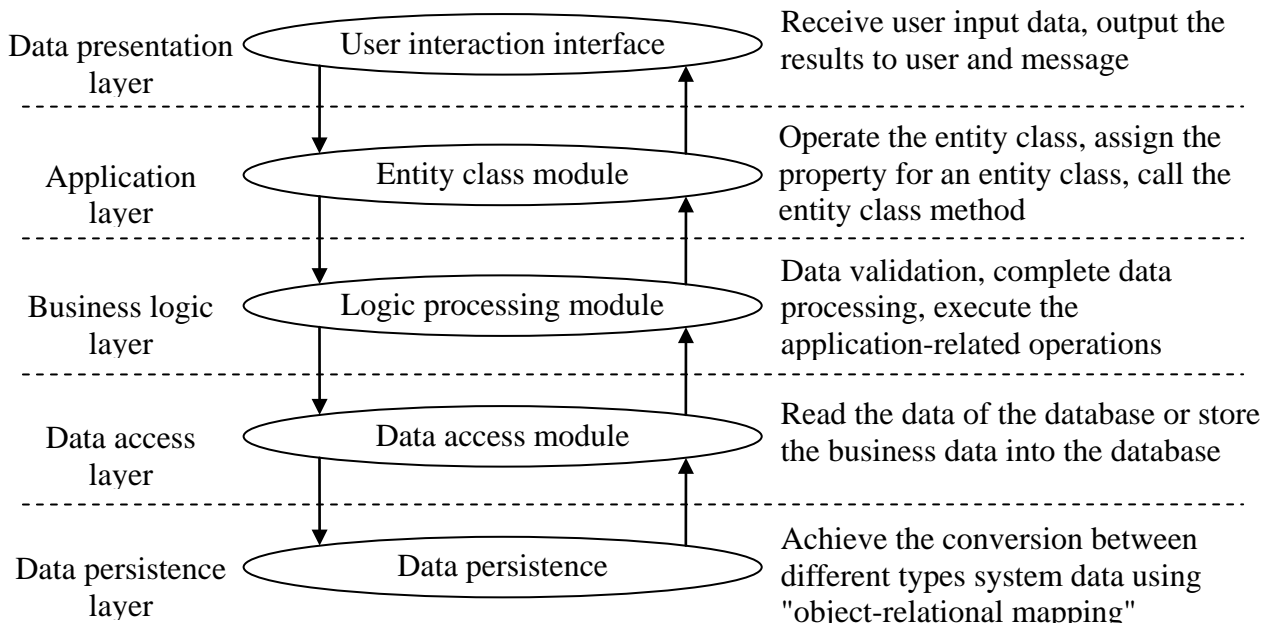 Data presentation
layer
User interaction interface
Receive user input data, output the
results to user and message
Application
layer
Entity class module
Operate the entity class, assign the
property for an entity class, call the
entity class method
Business logic
layer
Logic processing module
Data validation, complete data
processing, execute the
application-related operations
Data access
layer
Data access module
Read the data of the database or store
the business data into the database
Data persistence
layer
Data persistence
Achieve the conversion between
different types system data using
"object-relational mapping"